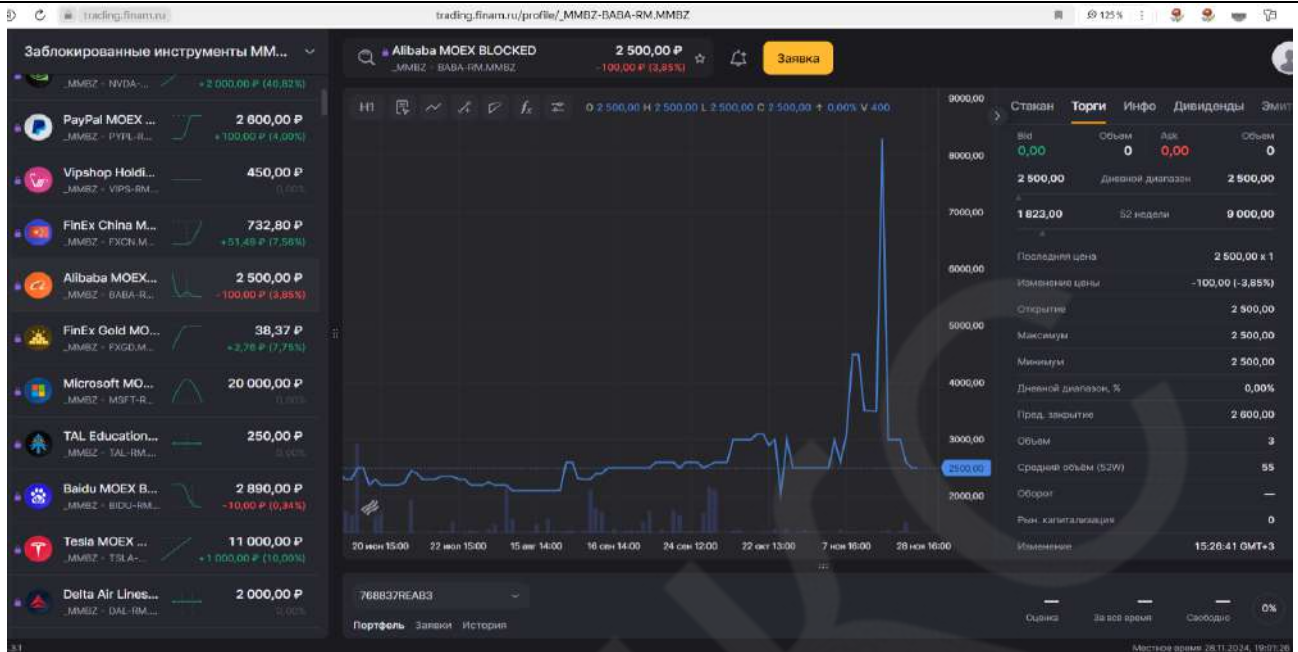 trading.finam.ru
trading.finam.ru/profile/_MMBZ-BABA-RM.MMBZ
125%
Заблокированные инструменты MM...
_MMBZ - NVDA-...
+2 000,00 ₽ (40,82%)
PayPal MOEX ...
2 600,00 ₽
_MMBZ - PYPL-R...
+100,00 ₽ (4,00%)
Vipshop Holdi...
450,00 ₽
_MMBZ - VIPS-RM...
0,00%
FinEx China M...
732,80 ₽
_MMBZ - FXCN.M...
+51,49 ₽ (7,56%)
Alibaba MOEX...
2 500,00 ₽
_MMBZ - BABA-R...
-100,00 ₽ (3,85%)
FinEx Gold MO...
38,37 ₽
_MMBZ - FXGD.M...
+2,76 ₽ (7,75%)
Microsoft MO...
20 000,00 ₽
_MMBZ - MSFT-R...
0,00%
TAL Education...
250,00 ₽
_MMBZ - TAL-RM....
0,00%
Baidu MOEX B...
2 890,00 ₽
_MMBZ - BIDU-RM...
-10,00 ₽ (0,34%)
Tesla MOEX ...
11 000,00 ₽
_MMBZ - TSLA-...
+1 000,00 ₽ (10,00%)
Delta Air Lines...
2 000,00 ₽
_MMBZ - DAL-RM....
0,00%
Alibaba MOEX BLOCKED
_MMBZ - BABA-RM.MMBZ
2 500,00 ₽
-100,00 ₽ (3,85%)
Заявка
H1
O 2 500,00 H 2 500,00 L 2 500,00 C 2 500,00 + 0,00% V 400
9000,00
8000,00
7000,00
6000,00
5000,00
4000,00
3000,00
2500,00
2000,00
20 июн 15:00 22 июл 15:00 15 авг 14:00 16 сен 14:00 24 сен 12:00 22 окт 13:00 7 ноя 16:00 28 ноя 16:00
768837REAB3
Портфель Заявки История
Стакан Торги Инфо Дивиденды Эмит
Bid Объем Ask Объем
0,00 0 0,00 0
2 500,00 Дневной диапазон 2 500,00
1 823,00 52 недели 9 000,00
Последняя цена 2 500,00 x 1
Изменение цены -100,00 (-3,85%)
Открытие 2 500,00
Максимум 2 500,00
Минимум 2 500,00
Дневной диапазон, % 0,00%
Пред. закрытие 2 600,00
Объем 3
Средний объём (52W) 55
Оборот —
Рын. капитализация 0
Изменение 15:26:41 GMT+3
— — — 0%
Оценка За всё время Свободно
3.1
Местное время 28.11.2024, 19:01:26